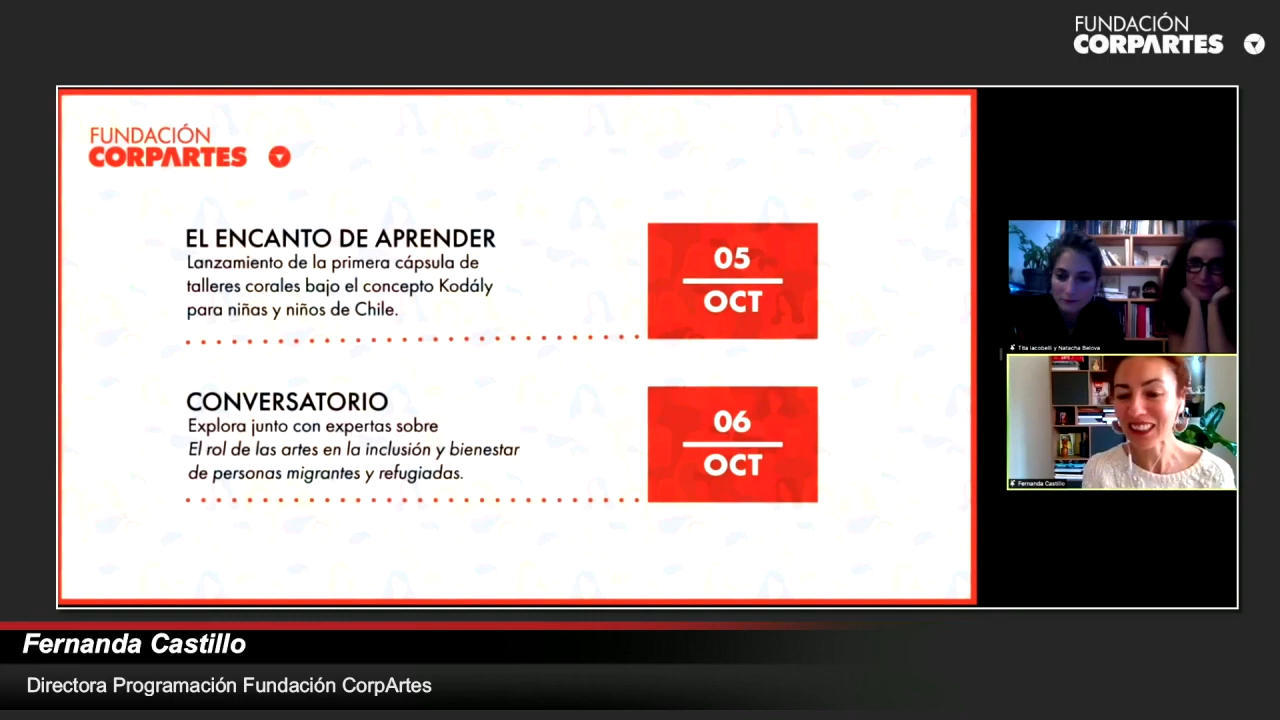 FUNDACIÓN
CORPARTES
FUNDACIÓN
CORPARTES
EL ENCANTO DE APRENDER
Lanzamiento de la primera cápsula de
talleres corales bajo el concepto Kodály
para niñas y niños de Chile.
05
OCT
CONVERSATORIO
Explora junto con expertas sobre
El rol de las artes en la inclusión y bienestar
de personas migrantes y refugiadas.
06
OCT
Tita Iacobelli y Natacha Belova
Fernanda Castillo
Fernanda Castillo
Directora Programación Fundación CorpArtes